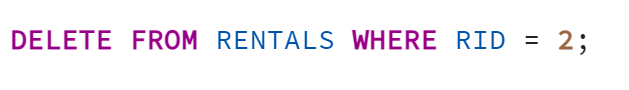 DELETE FROM RENTALS WHERE RID = 2;